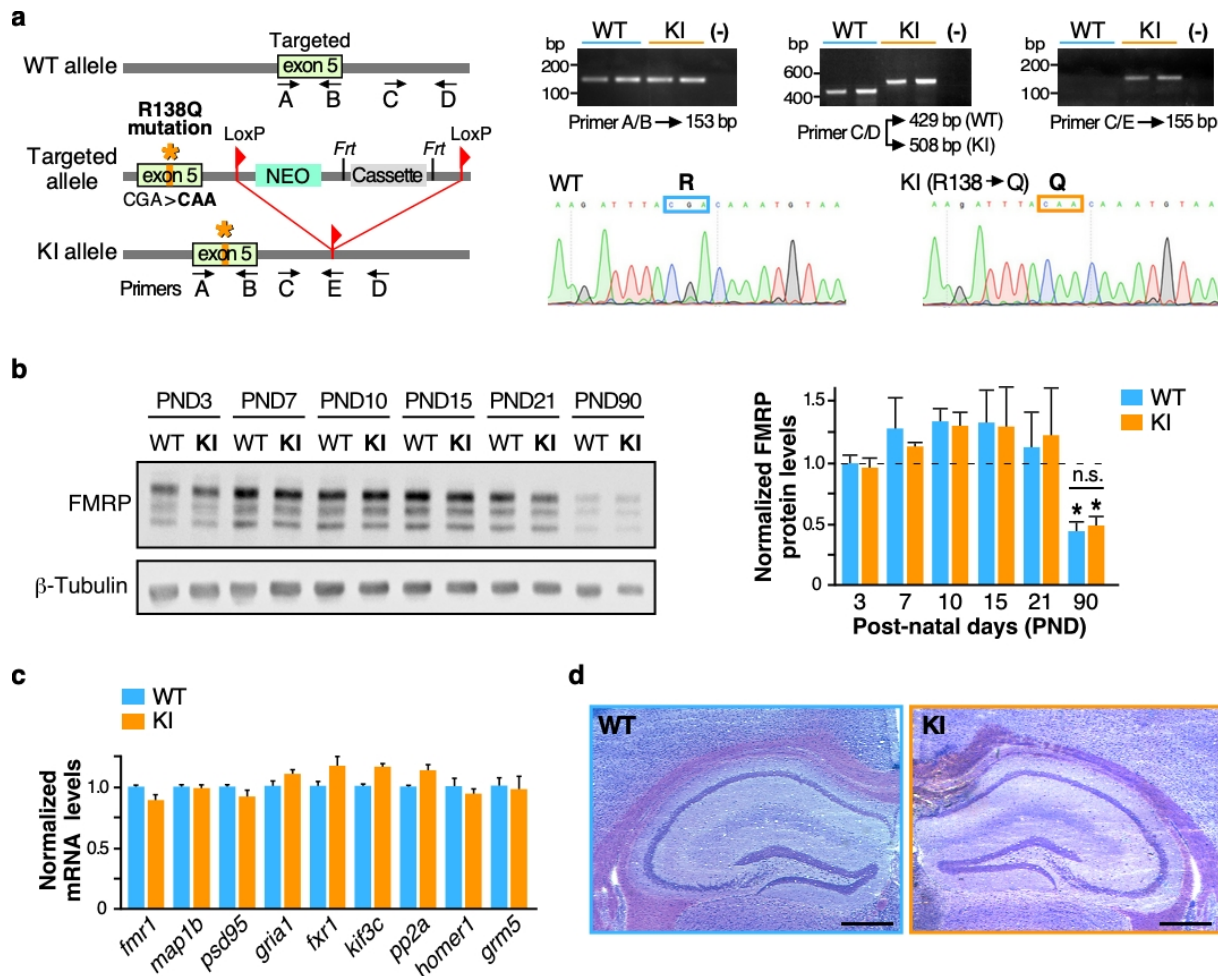 a
WT allele
Targeted
exon 5
A B C D
R138Q
mutation
LoxP
LoxP
Targeted
allele
exon 5
NEO
Frt
Cassette
Frt
CGA>CAA
KI allele
exon 5
Primers
A B C E D
bp WT KI (-)
200
100
Primer A/B 153 bp
bp WT KI (-)
600
400
Primer C/D
429 bp (WT)
508 bp (KI)
bp WT KI (-)
200
100
Primer C/E 155 bp
WT R
A A G A T T T A C G A C A A A T G T A A
KI (R138 Q) Q
A A g A T T T A C A A C A A A T G T A A
b
PND3 PND7 PND10 PND15 PND21 PND90
WT KI WT KI WT KI WT KI WT KI WT KI
FMRP
β-Tubulin
Normalized FMRP
protein levels
1.5
1.0
0.5
0
n.s.
* *
3 7 10 15 21 90
Post-natal days (PND)
WT
KI
c
WT
KI
Normalized
mRNA levels
1.0
0.5
0
fmr1 map1b psd95 gria1 fxr1 kif3c pp2a homer1 grm5
d
WT
KI